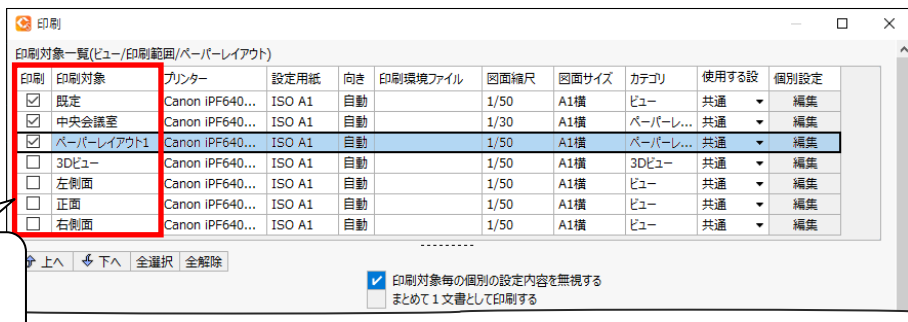 印刷
印刷対象一覧(ビュー/印刷範囲/ペーパーレイアウト)
印刷 印刷対象 プリンター 設定用紙 向き 印刷環境ファイル 図面縮尺 図面サイズ カテゴリ 使用する設 個別設定
既定 Canon iPF640... ISO A1 自動 1/50 A1横 ビュー 共通 編集
中央会議室 Canon iPF640... ISO A1 自動 1/30 A1横 ペーパーレ... 共通 編集
ペーパーレイアウト1 Canon iPF640... ISO A1 自動 1/50 A1横 ペーパーレ... 共通 編集
3Dビュー Canon iPF640... ISO A1 自動 1/50 A1横 3Dビュー 共通 編集
左側面 Canon iPF640... ISO A1 自動 1/50 A1横 ビュー 共通 編集
正面 Canon iPF640... ISO A1 自動 1/50 A1横 ビュー 共通 編集
右側面 Canon iPF640... ISO A1 自動 1/50 A1横 ビュー 共通 編集
上へ 下へ 全選択 全解除
印刷対象毎の個別の設定内容を無視する
まとめて1文書として印刷する